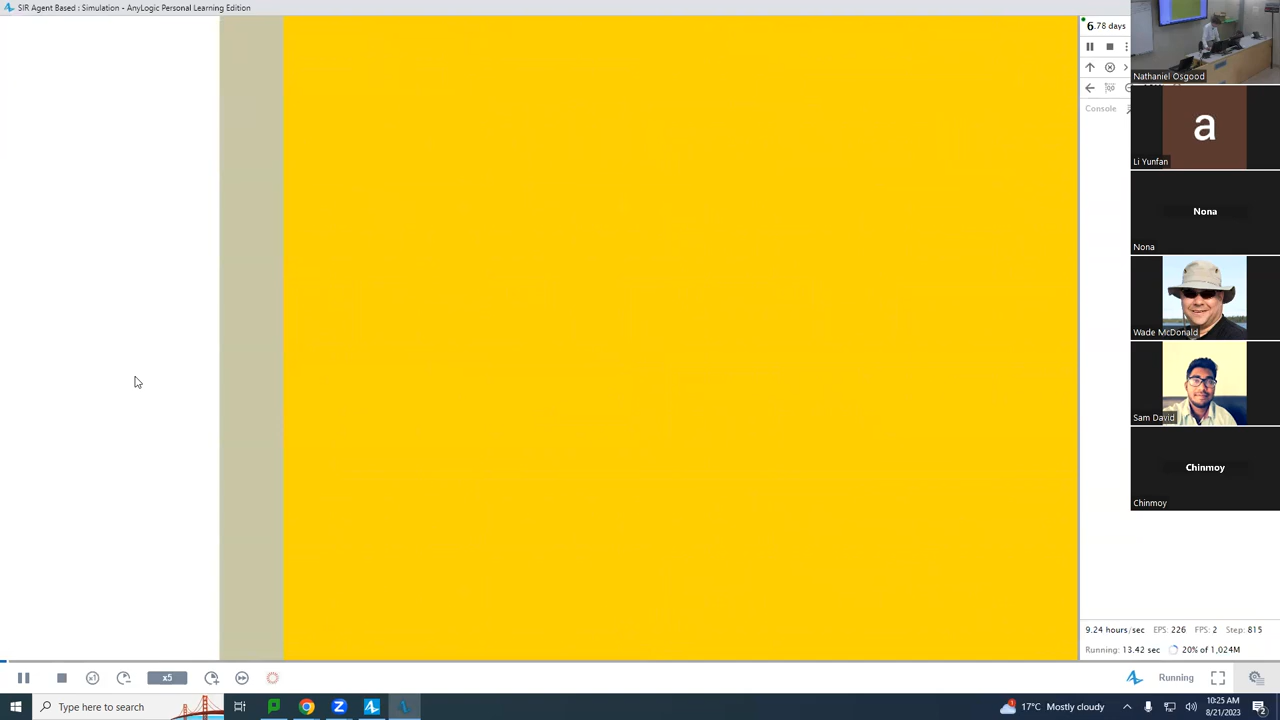 SIR Agent Based : Simulation - AnyLogic Personal Learning Edition
6.78 days
Nathaniel Osgood
Console
a
Li Yunfan
Nona
Nona
Wade McDonald
Sam David
Chinmoy
Chinmoy
9.24 hours/sec EPS: 226 FPS: 2 Step: 815
Running: 13.42 sec 20% of 1,024M
x1
x5
Running
Type here to search
17°C Mostly cloudy
10:25 AM
8/21/2023
2